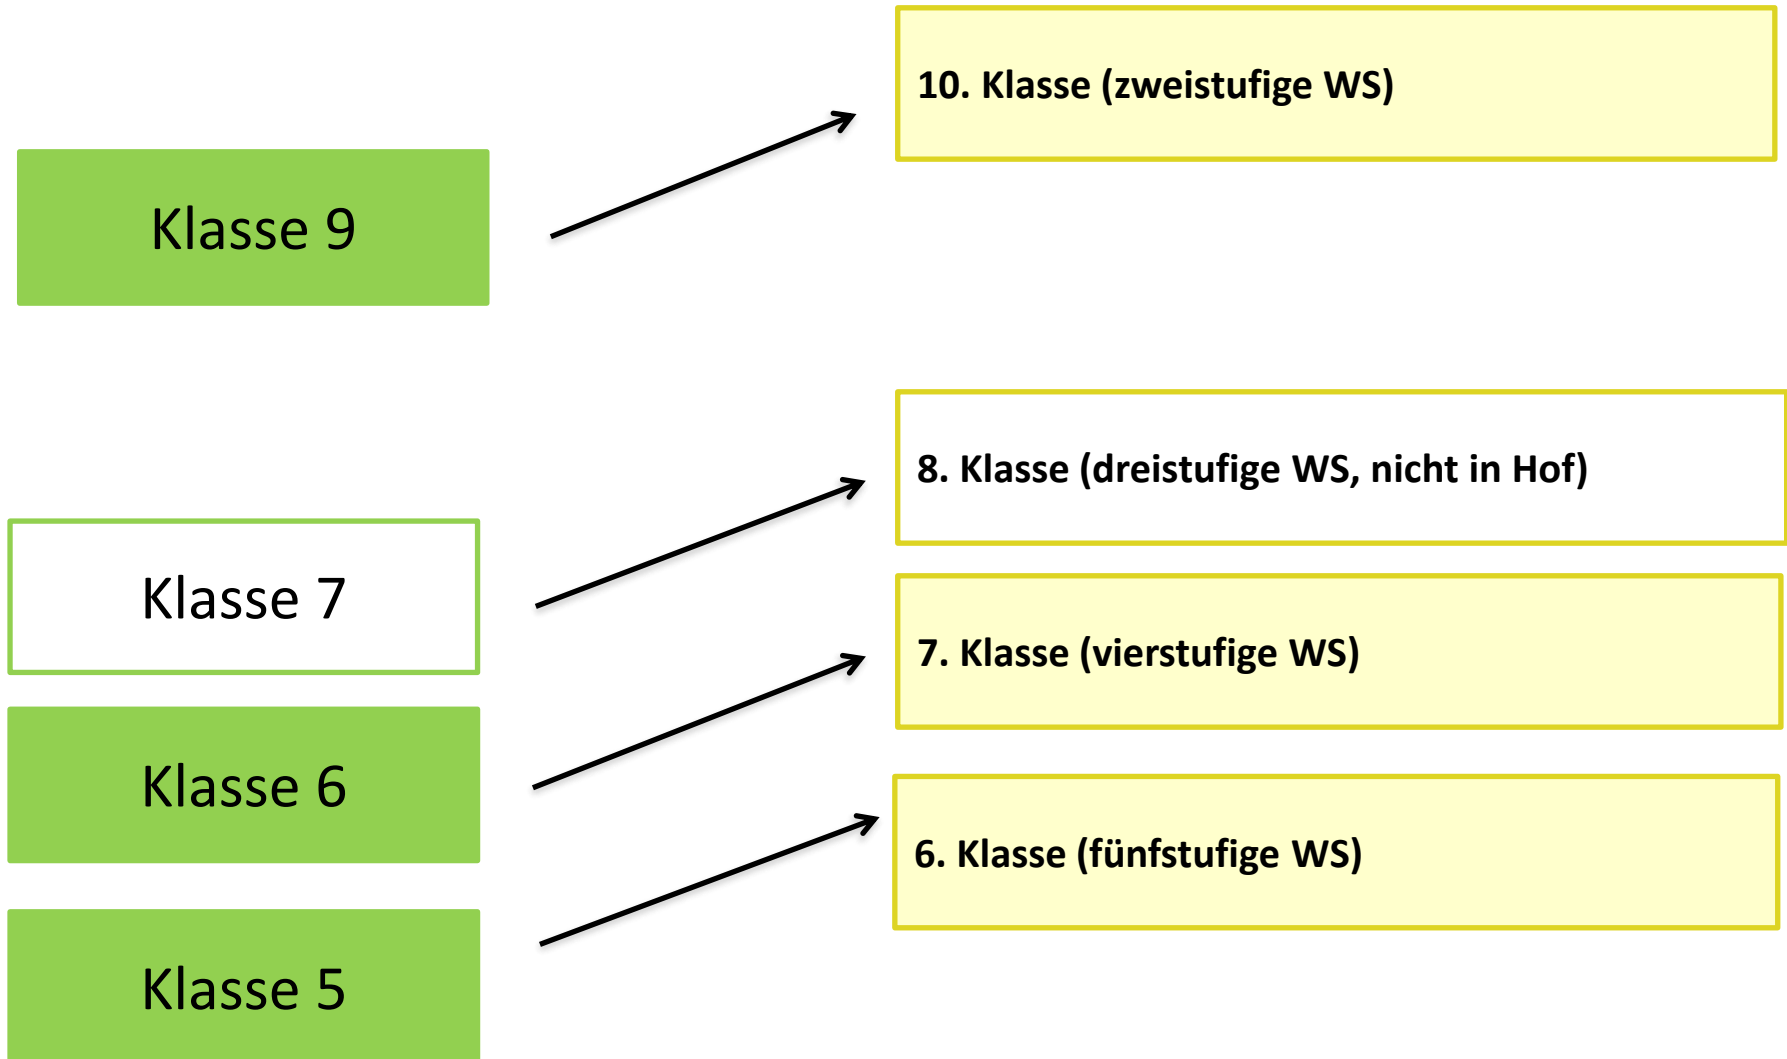 10. Klasse (zweistufige WS)
Klasse 9
8. Klasse (dreistufige WS, nicht in Hof)
Klasse 7
7. Klasse (vierstufige WS)
Klasse 6
6. Klasse (fünfstufige WS)
Klasse 5